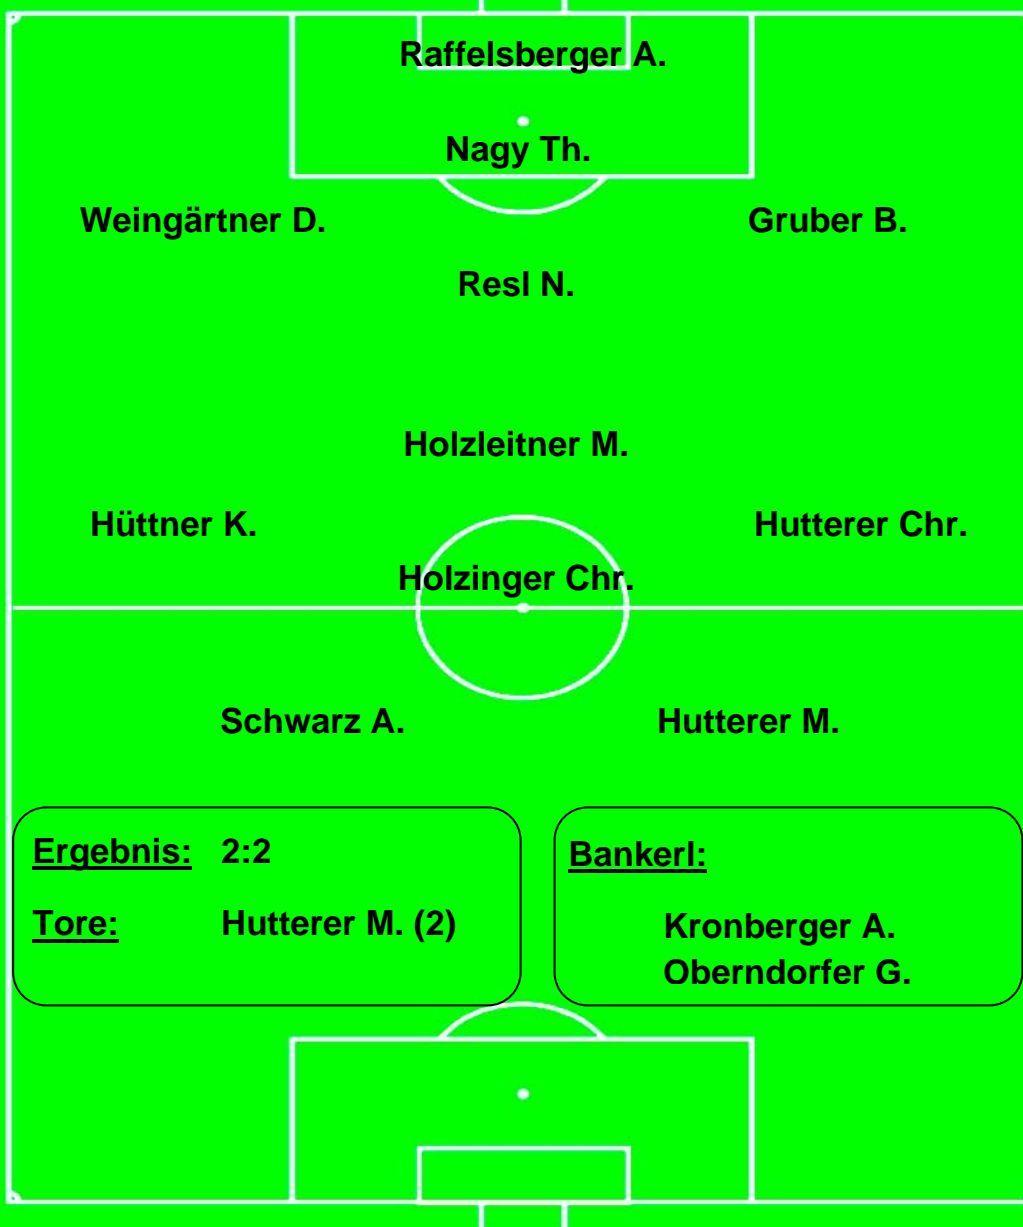 Raffelsberger A.
Nagy Th.
Weingärtner D. Gruber B.
Resl N.
Holzleitner M.
Hüttner K. Hutterer Chr.
Holzinger Chr.
Schwarz A. Hutterer M.
Ergebnis: 2:2
Tore: Hutterer M. (2)
Bankerl:
Kronberger A.
Oberndorfer G.